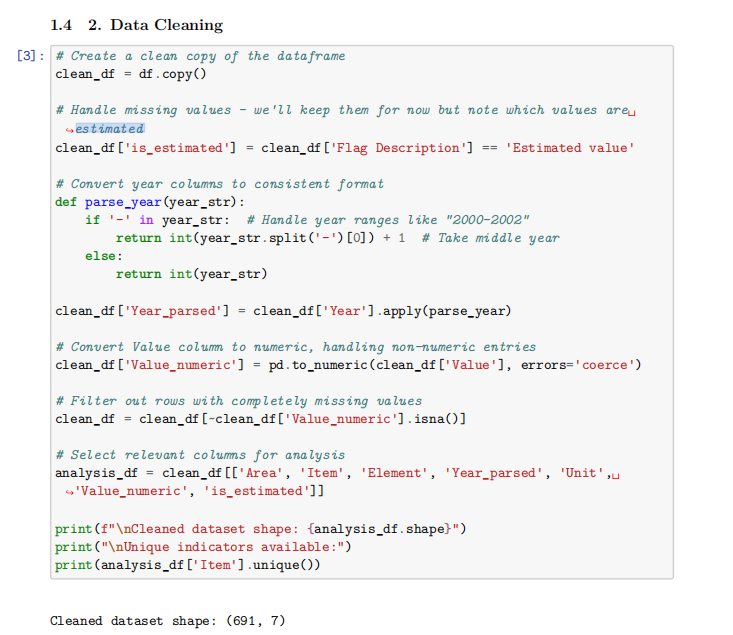 1.4 2. Data Cleaning
[3]: # Create a clean copy of the dataframe
clean_df = df.copy()
# Handle missing values - we'll keep them for now but note which values are␣
↪estimated
clean_df['is_estimated'] = clean_df['Flag Description'] == 'Estimated value'
# Convert year columns to consistent format
def parse_year(year_str):
    if '-' in year_str:  # Handle year ranges like "2000-2002"
        return int(year_str.split('-')[0]) + 1  # Take middle year
    else:
        return int(year_str)
clean_df['Year_parsed'] = clean_df['Year'].apply(parse_year)
# Convert Value column to numeric, handling non-numeric entries
clean_df['Value_numeric'] = pd.to_numeric(clean_df['Value'], errors='coerce')
# Filter out rows with completely missing values
clean_df = clean_df[~clean_df['Value_numeric'].isna()]
# Select relevant columns for analysis
analysis_df = clean_df[['Area', 'Item', 'Element', 'Year_parsed', 'Unit',␣
↪'Value_numeric', 'is_estimated']]
print(f"\nCleaned dataset shape: {analysis_df.shape}")
print("\nUnique indicators available:")
print(analysis_df['Item'].unique())
Cleaned dataset shape: (691, 7)